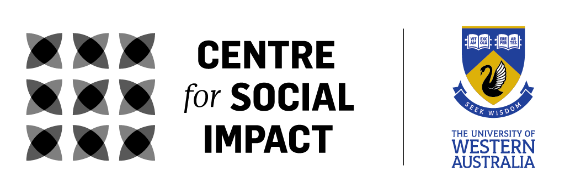 CENTRE
for SOCIAL
IMPACT
SEEK WISDOM
THE UNIVERSITY OF
WESTERN
AUSTRALIA